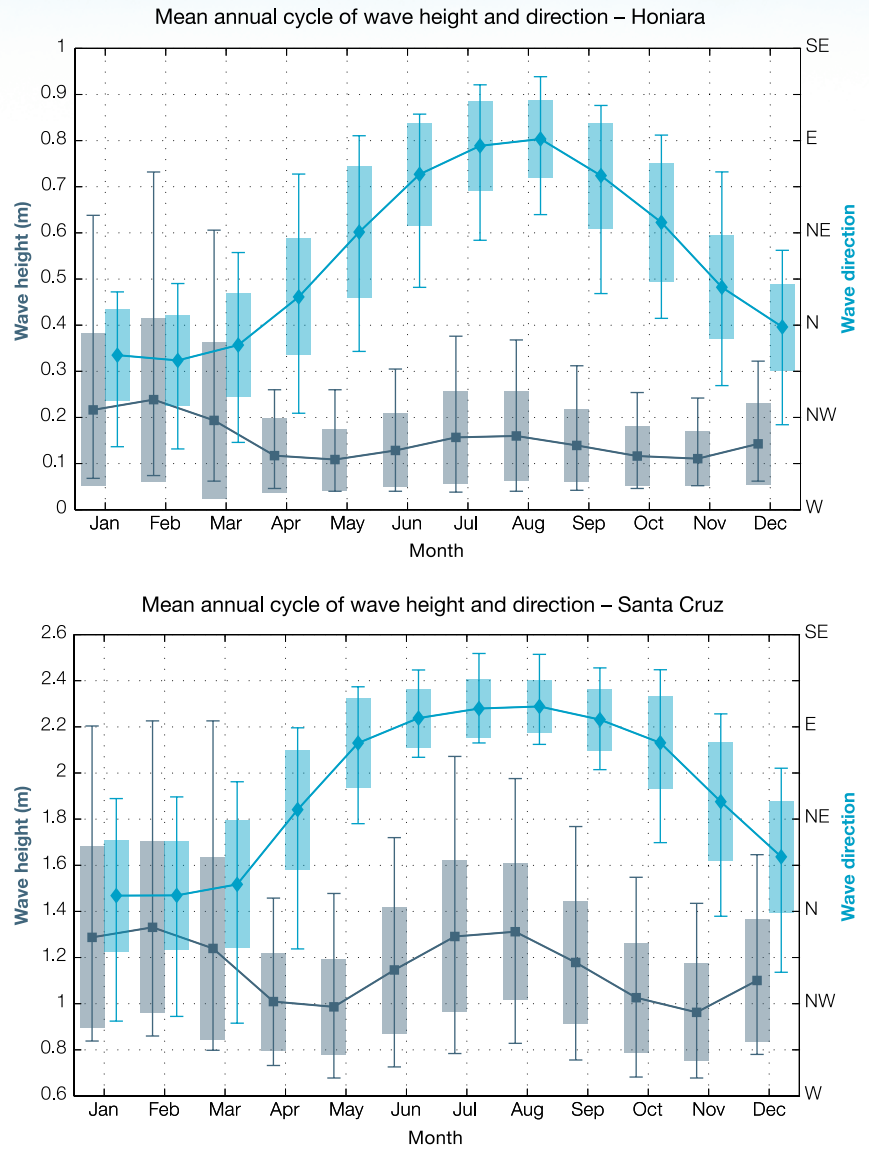 Mean annual cycle of wave height and direction – Honiara
1 SE
0.9
0.8 E
0.7
0.6 NE
0.5
0.4 N
0.3
0.2 NW
0.1
0 W
Wave height (m)
Wave direction
Jan Feb Mar Apr May Jun Jul Aug Sep Oct Nov Dec
Month
Mean annual cycle of wave height and direction – Santa Cruz
2.6 SE
2.4
2.2 E
2
1.8 NE
1.6
1.4 N
1.2
1 NW
0.8
0.6 W
Wave height (m)
Wave direction
Jan Feb Mar Apr May Jun Jul Aug Sep Oct Nov Dec
Month